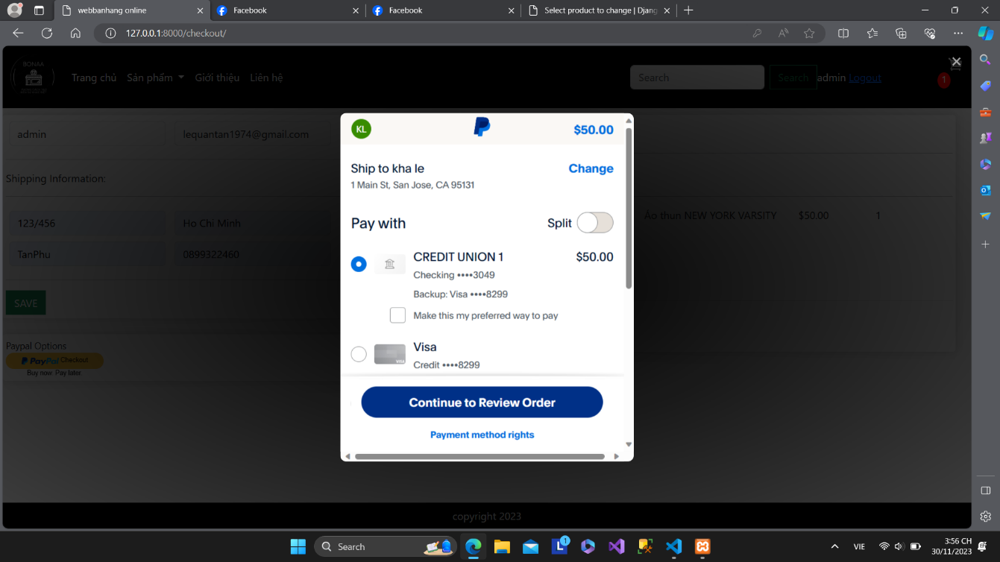 webbanhang online
Facebook
Facebook
Select product to change | Djang
127.0.0.1:8000/checkout/
BONAA
Trang chủ
Sản phẩm
Giới thiệu
Liên hệ
Search
Search
admin Logout
1
admin
lequantan1974@gmail.com
Shipping Information:
123/456
Ho Chi Minh
TanPhu
0899322460
SAVE
Paypal Options
PayPal Checkout
Buy now. Pay later.
Áo thun NEW YORK VARSITY
$50.00
1
KL
$50.00
Ship to kha le
Change
1 Main St, San Jose, CA 95131
Pay with
Split
CREDIT UNION 1
$50.00
Checking ••••3049
Backup: Visa ••••8299
Make this my preferred way to pay
VISA
Visa
Credit ••••8299
Continue to Review Order
Payment method rights
copyright 2023
Search
1
VIE
3:56 CH
30/11/2023